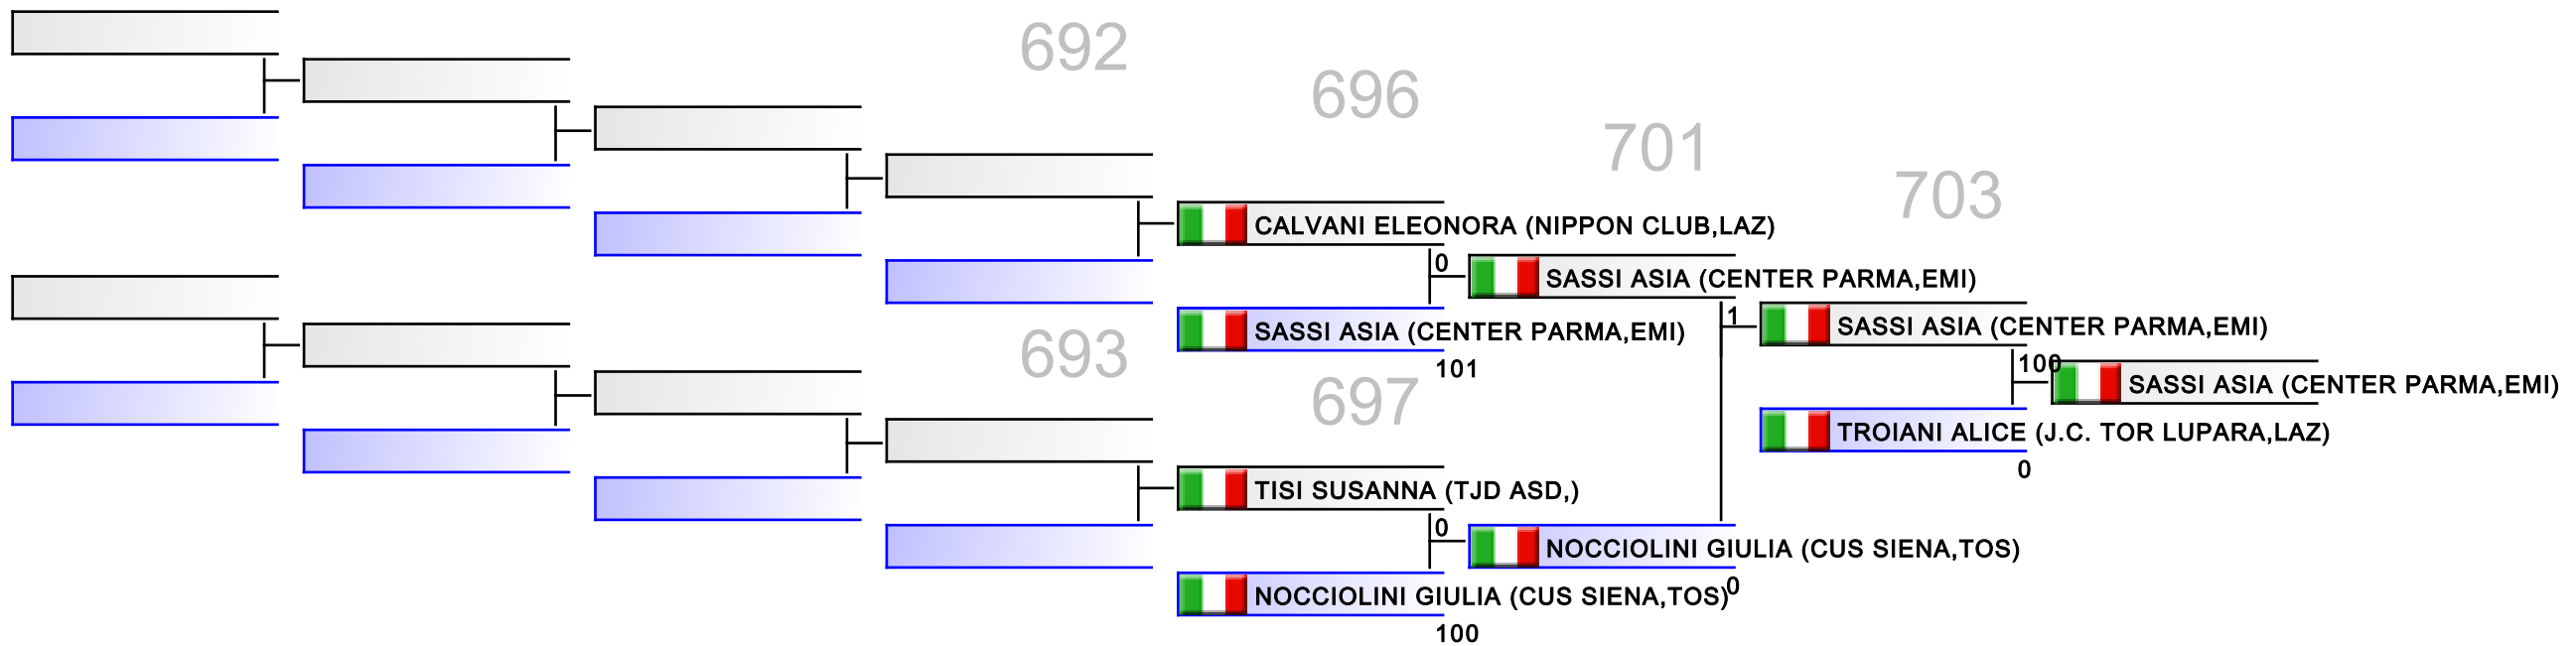 692
696
701
703
CALVANI ELEONORA (NIPPON CLUB,LAZ)
0
SASSI ASIA (CENTER PARMA,EMI)
SASSI ASIA (CENTER PARMA,EMI)
101
1
SASSI ASIA (CENTER PARMA,EMI)
100
SASSI ASIA (CENTER PARMA,EMI)
TROIANI ALICE (J.C. TOR LUPARA,LAZ)
0
693
697
TISI SUSANNA (TJD ASD,)
0
NOCCIOLINI GIULIA (CUS SIENA,TOS)
0
NOCCIOLINI GIULIA (CUS SIENA,TOS)
100